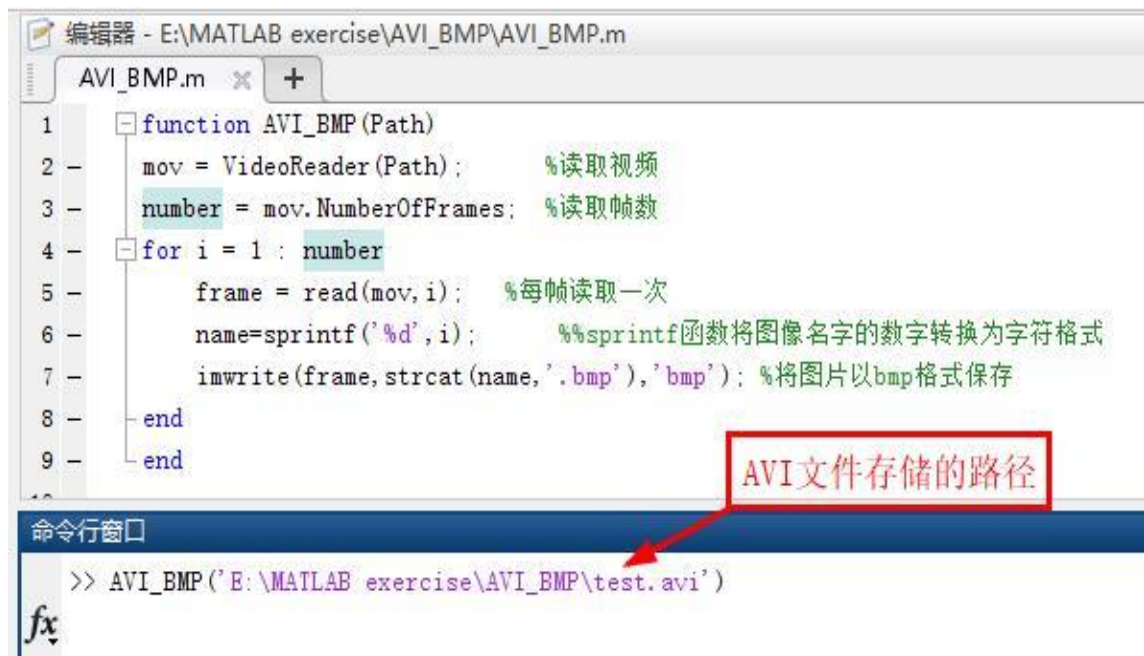 编辑器 - E:\MATLAB exercise\AVI_BMP\AVI_BMP.m
AVI_BMP.m × +
1 function AVI_BMP(Path)
2 – mov = VideoReader(Path); %读取视频
3 – number = mov.NumberOfFrames; %读取帧数
4 – for i = 1 : number
5 – frame = read(mov,i); %每帧读取一次
6 – name=sprintf('%d',i); %%sprintf函数将图像名字的数字转换为字符格式
7 – imwrite(frame,strcat(name,'.bmp'),'bmp'); %将图片以bmp格式保存
8 – end
9 – end
AVI文件存储的路径
命令行窗口
>> AVI_BMP('E:\MATLAB exercise\AVI_BMP\test.avi')
fx